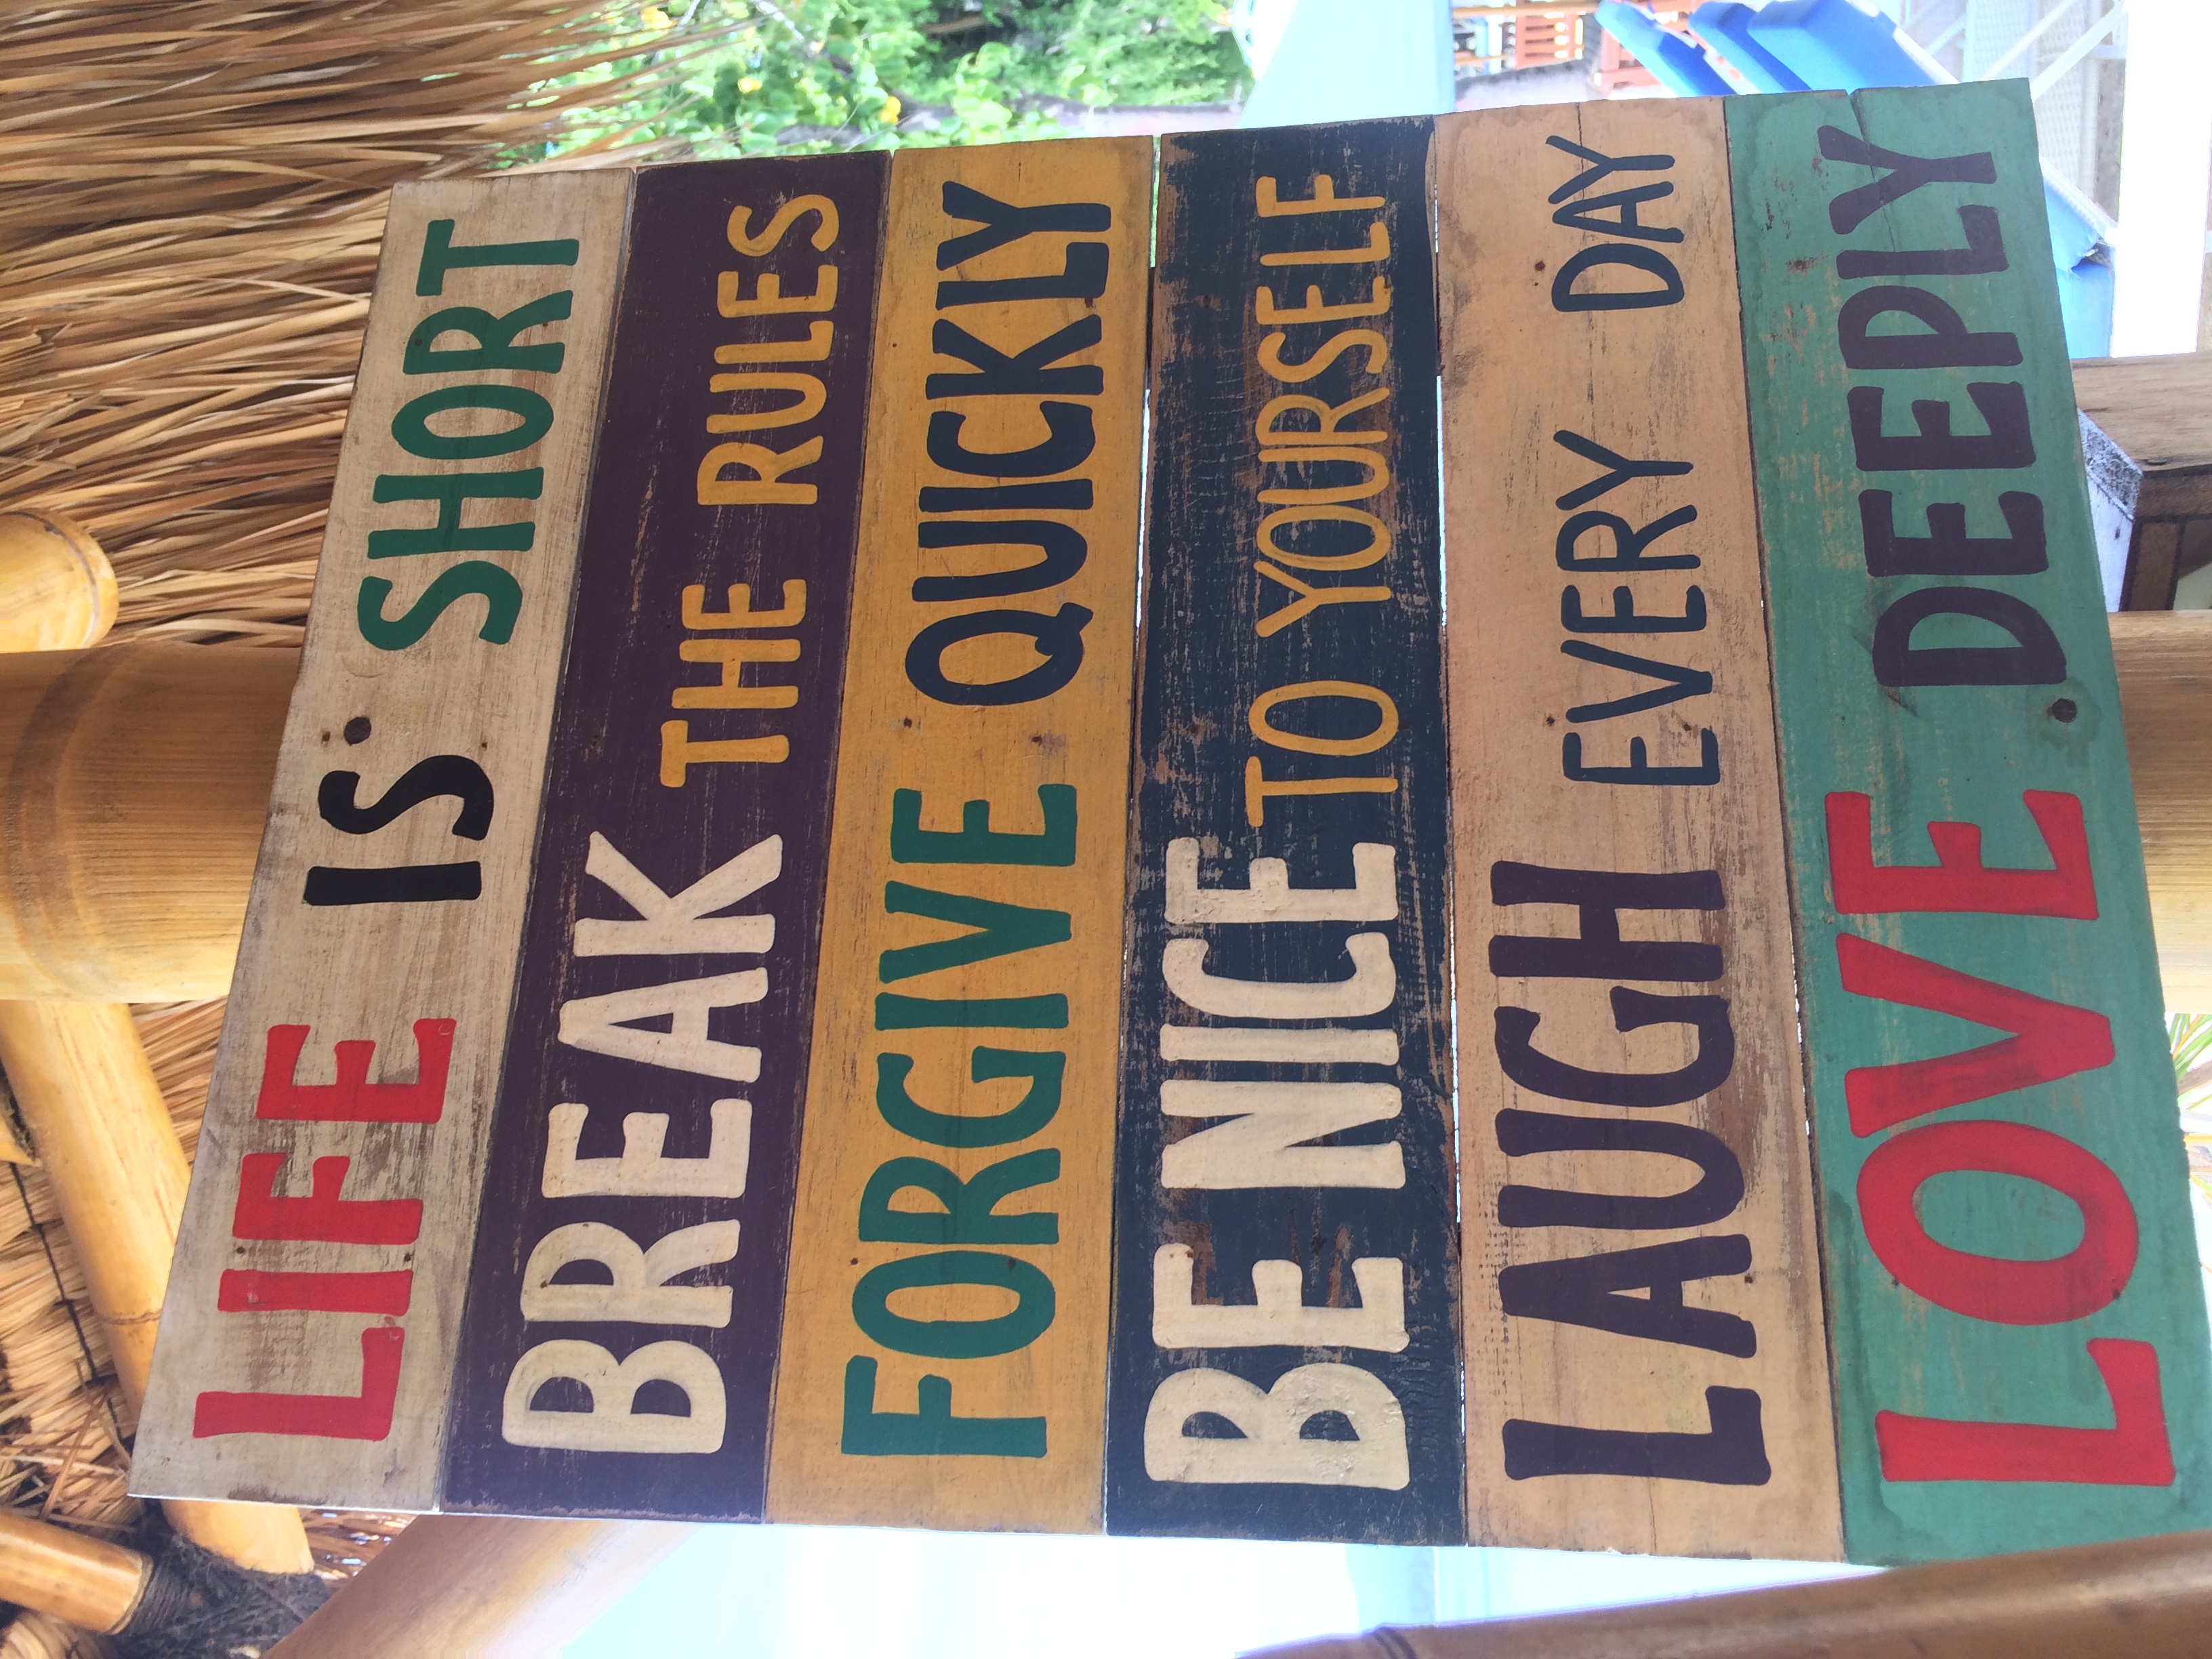 LIFE IS SHORT
BREAK THE RULES
FORGIVE QUICKLY
BE NICE TO YOURSELF
LAUGH EVERY DAY
LOVE DEEPLY